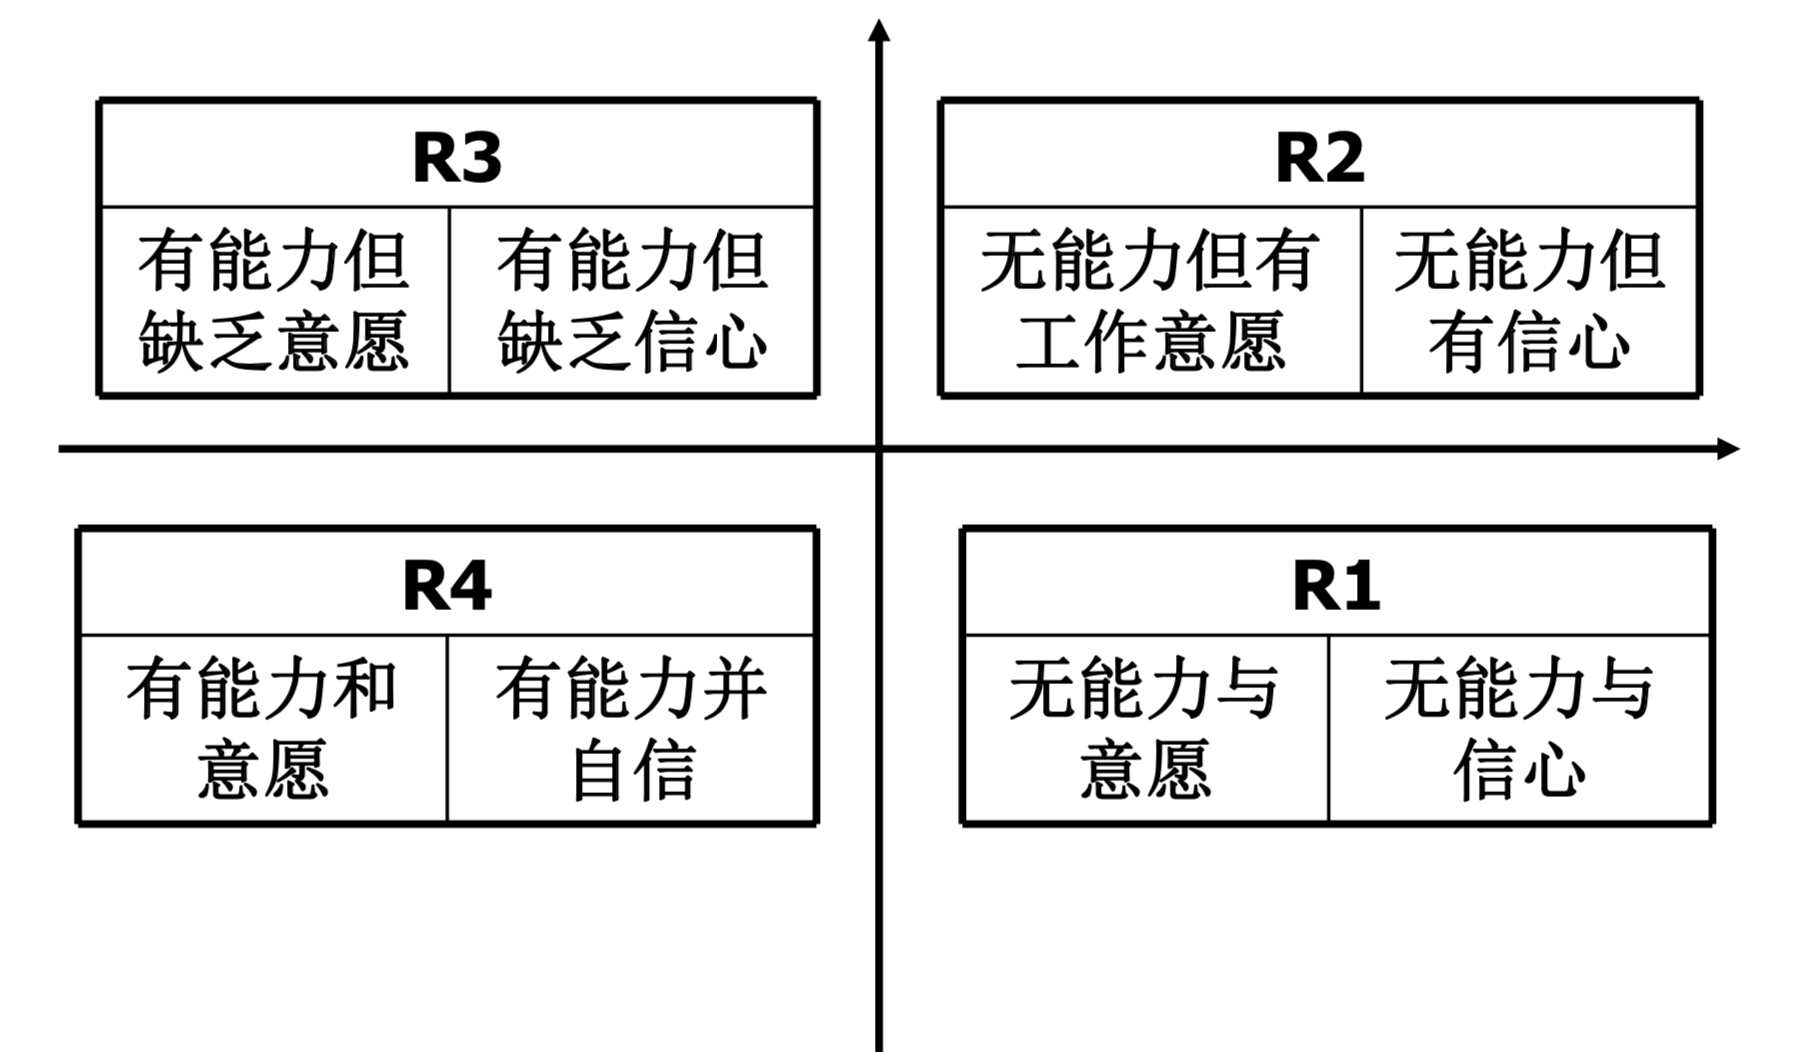 R3
有能力但
缺乏意愿
有能力但
缺乏信心
R2
无能力但有
工作意愿
无能力但
有信心
R4
有能力和
意愿
有能力并
自信
R1
无能力与
意愿
无能力与
信心